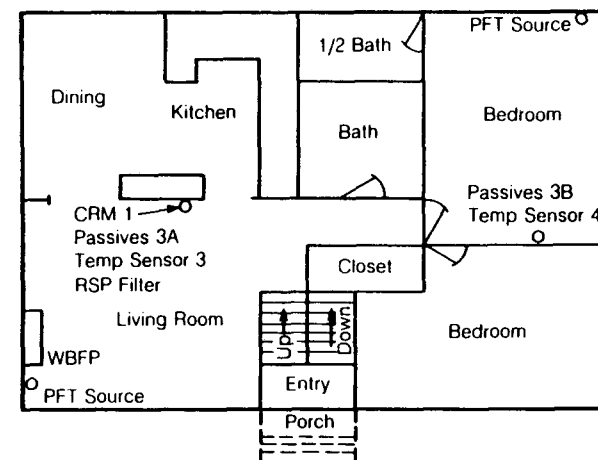 PFT Source
1/2 Bath
Dining
Kitchen
Bedroom
Bath
Passives 3B
Temp Sensor 4
CRM 1
Passives 3A
Temp Sensor 3
RSP Filter
Closet
Living Room
Up
Down
Bedroom
WBFP
Entry
PFT Source
Porch